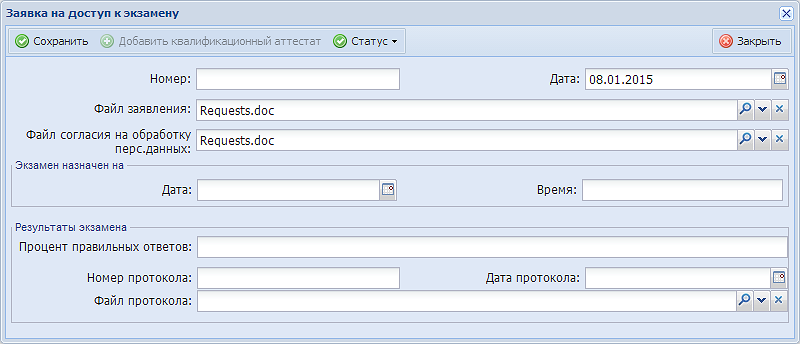 Заявка на доступ к экзамену
Сохранить Добавить квалификационный аттестат Статус Закрыть
Номер: Дата: 08.01.2015
Файл заявления: Requests.doc
Файл согласия на обработку
перс.данных: Requests.doc
Экзамен назначен на
Дата: Время:
Результаты экзамена
Процент правильных ответов:
Номер протокола: Дата протокола:
Файл протокола: